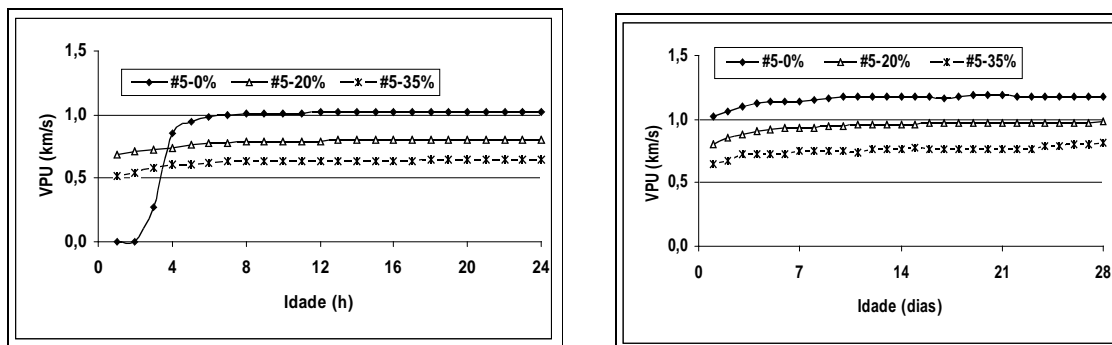 1,5
#5-0% #5-20% #5-35%
1,0
0,5
0,0
VPU (km/s)
0 4 8 12 16 20 24
Idade (h)
1,5
#5-0% #5-20% #5-35%
1,0
0,5
0,0
VPU (km/s)
0 7 14 21 28
Idade (dias)